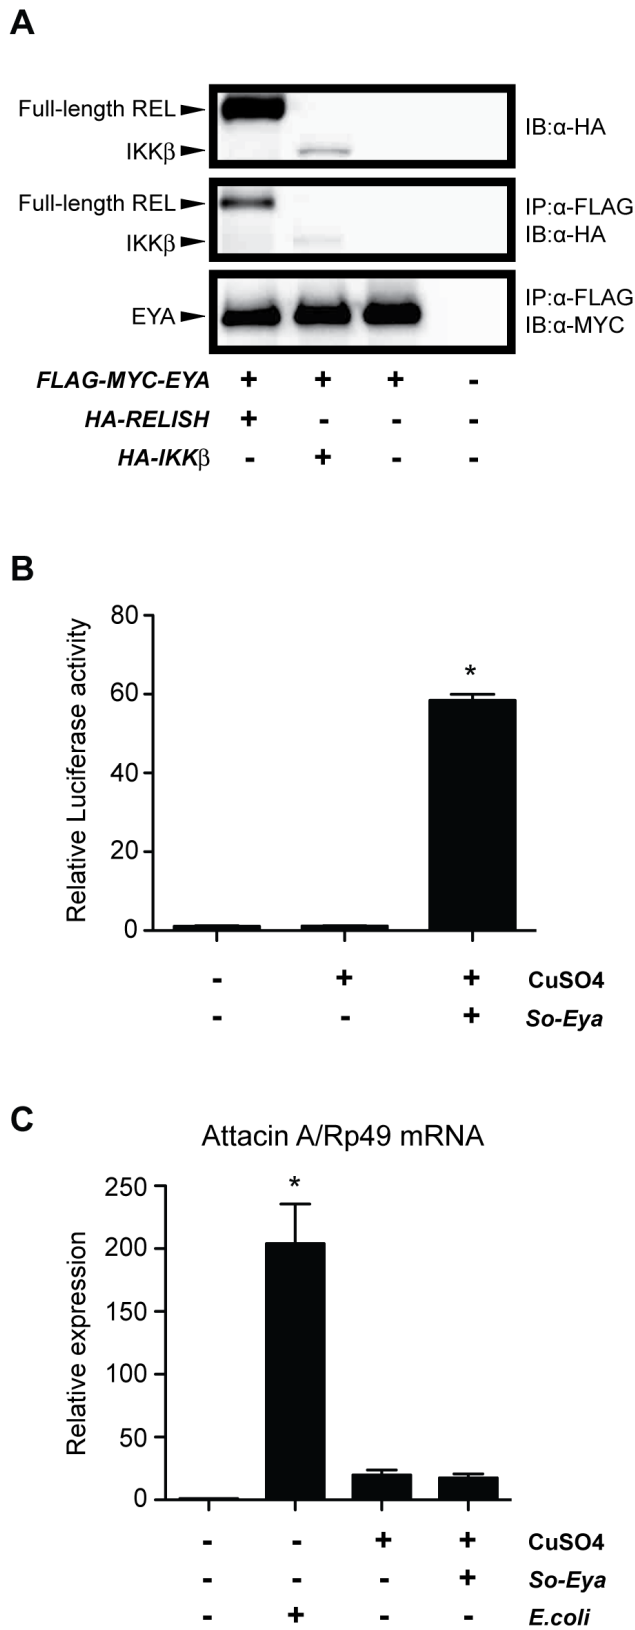 A
Full-length REL
IKKβ
IB:α-HA
Full-length REL
IKKβ
IP:α-FLAG
IB:α-HA
EYA
IP:α-FLAG
IB:α-MYC
FLAG-MYC-EYA + + + -
HA-RELISH + - - -
HA-IKKβ - + - -
B
Relative Luciferase activity
80
60
40
20
0
*
- + + CuSO4
- - + So-Eya
C
Attacin A/Rp49 mRNA
Relative expression
250
200
150
100
50
0
*
- - + + CuSO4
- - - + So-Eya
- + - - E.coli